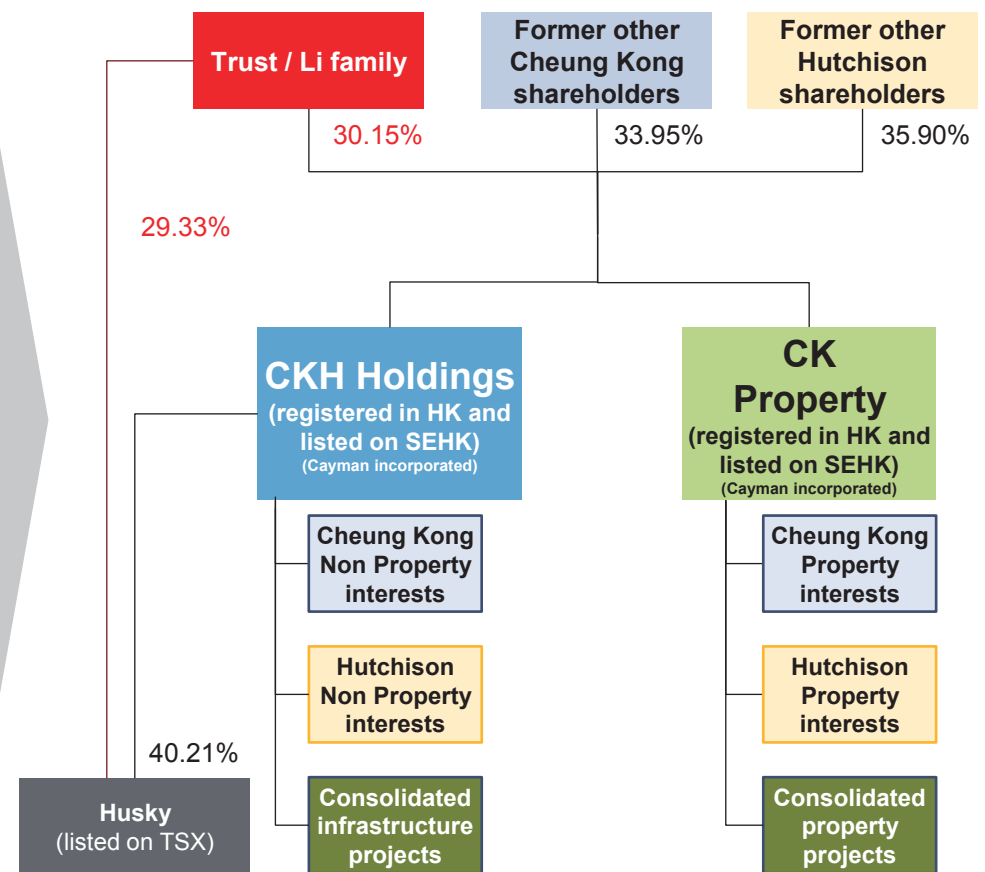 Trust / Li family
Former other
Cheung Kong
shareholders
Former other
Hutchison
shareholders
30.15%
33.95%
35.90%
29.33%
CKH Holdings
(registered in HK and
listed on SEHK)
(Cayman incorporated)
CK
Property
(registered in HK and
listed on SEHK)
(Cayman incorporated)
Cheung Kong
Non Property
interests
Cheung Kong
Property
interests
Hutchison
Non Property
interests
Hutchison
Property
interests
40.21%
Husky
(listed on TSX)
Consolidated
infrastructure
projects
Consolidated
property
projects